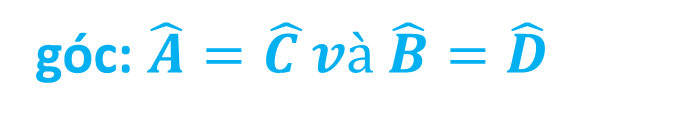 góc: Â = Ĉ và B̂ = D̂